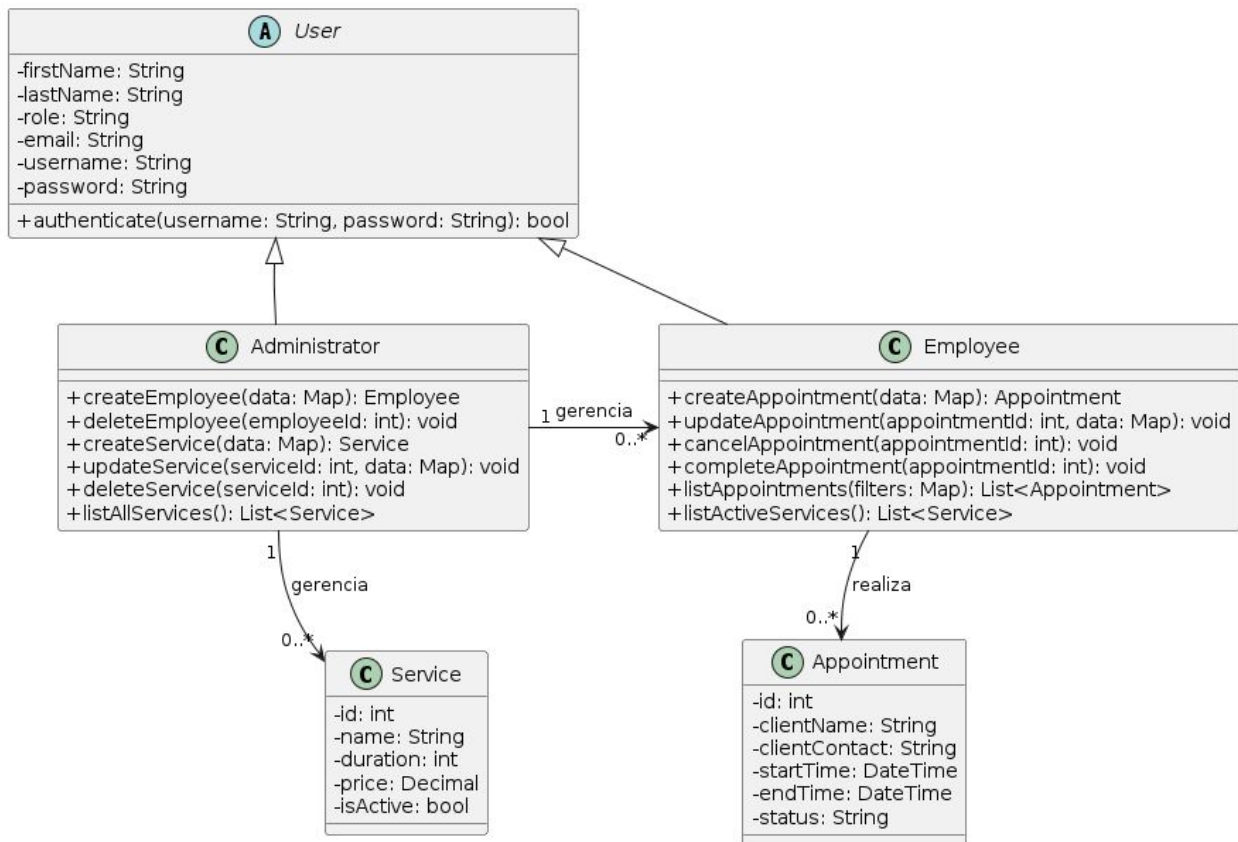 A User
-firstName: String
-lastName: String
-role: String
-email: String
-username: String
-password: String
+authenticate(username: String, password: String): bool
C Administrator
+createEmployee(data: Map): Employee
+deleteEmployee(employeeId: int): void
+createService(data: Map): Service
+updateService(serviceId: int, data: Map): void
+deleteService(serviceId: int): void
+listAllServices(): List<Service>
1 gerencia
0..*
C Employee
+createAppointment(data: Map): Appointment
+updateAppointment(appointmentId: int, data: Map): void
+cancelAppointment(appointmentId: int): void
+completeAppointment(appointmentId: int): void
+listAppointments(filters: Map): List<Appointment>
+listActiveServices(): List<Service>
1
gerencia
0..*
1
realiza
0..*
C Service
-id: int
-name: String
-duration: int
-price: Decimal
-isActive: bool
C Appointment
-id: int
-clientName: String
-clientContact: String
-startTime: DateTime
-endTime: DateTime
-status: String